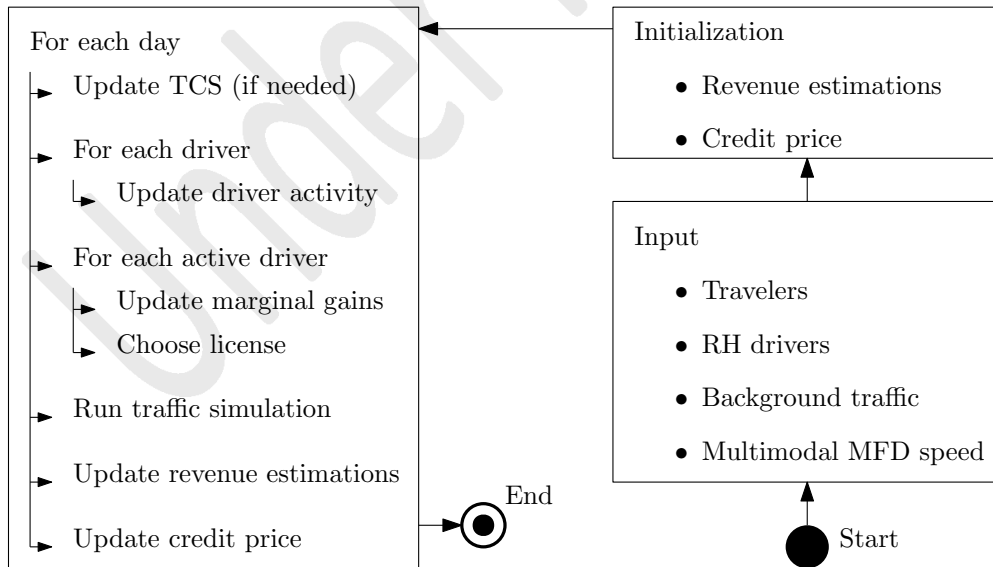 For each day
Update TCS (if needed)
For each driver
Update driver activity
For each active driver
Update marginal gains
Choose license
Run traffic simulation
Update revenue estimations
Update credit price
Initialization
• Revenue estimations
• Credit price
Input
• Travelers
• RH drivers
• Background traffic
• Multimodal MFD speed
End
Start
Under